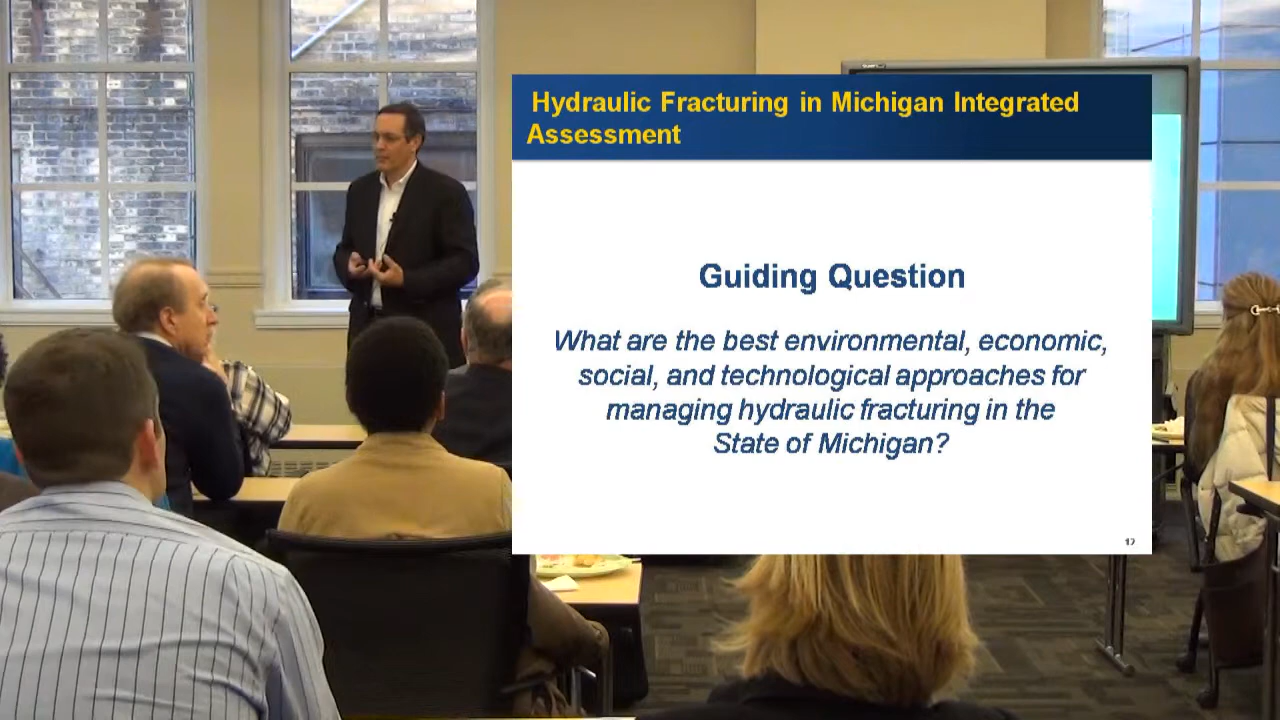 Hydraulic Fracturing in Michigan Integrated
Assessment
Guiding Question
What are the best environmental, economic,
social, and technological approaches for
managing hydraulic fracturing in the
State of Michigan?